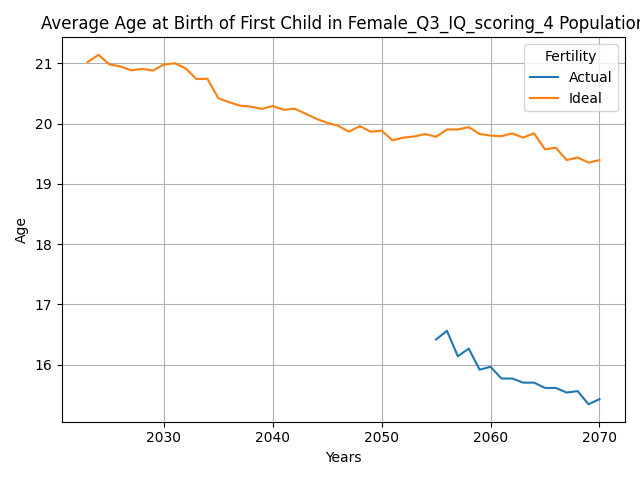 Average Age at Birth of First Child in Female_Q3_IQ_scoring_4 Population
Fertility
Actual
Ideal
21
20
19
18
17
16
Age
2030
2040
2050
2060
2070
Years